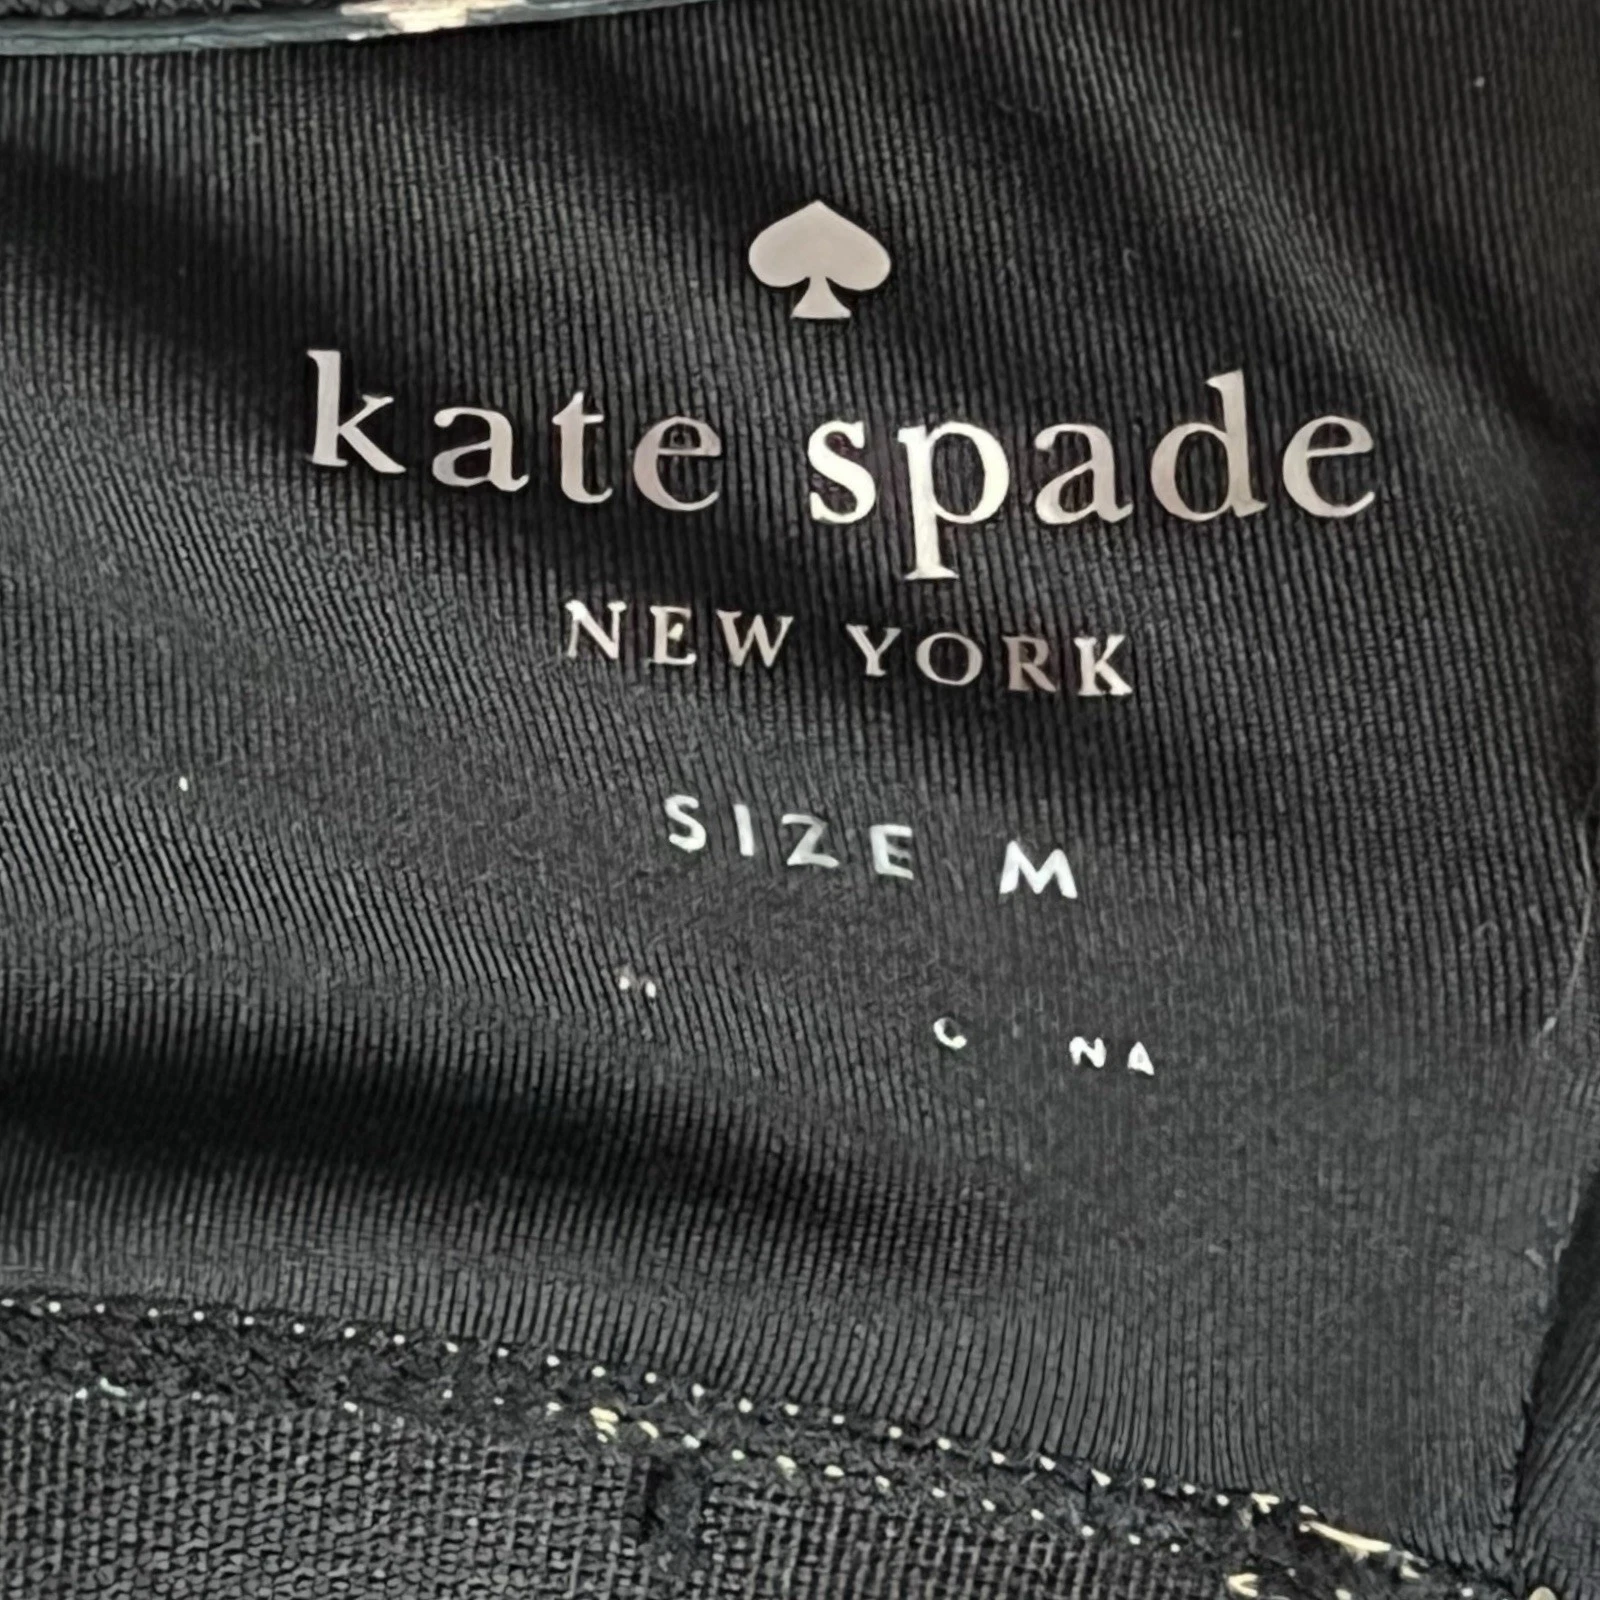 kate spade
NEW YORK
SIZE M